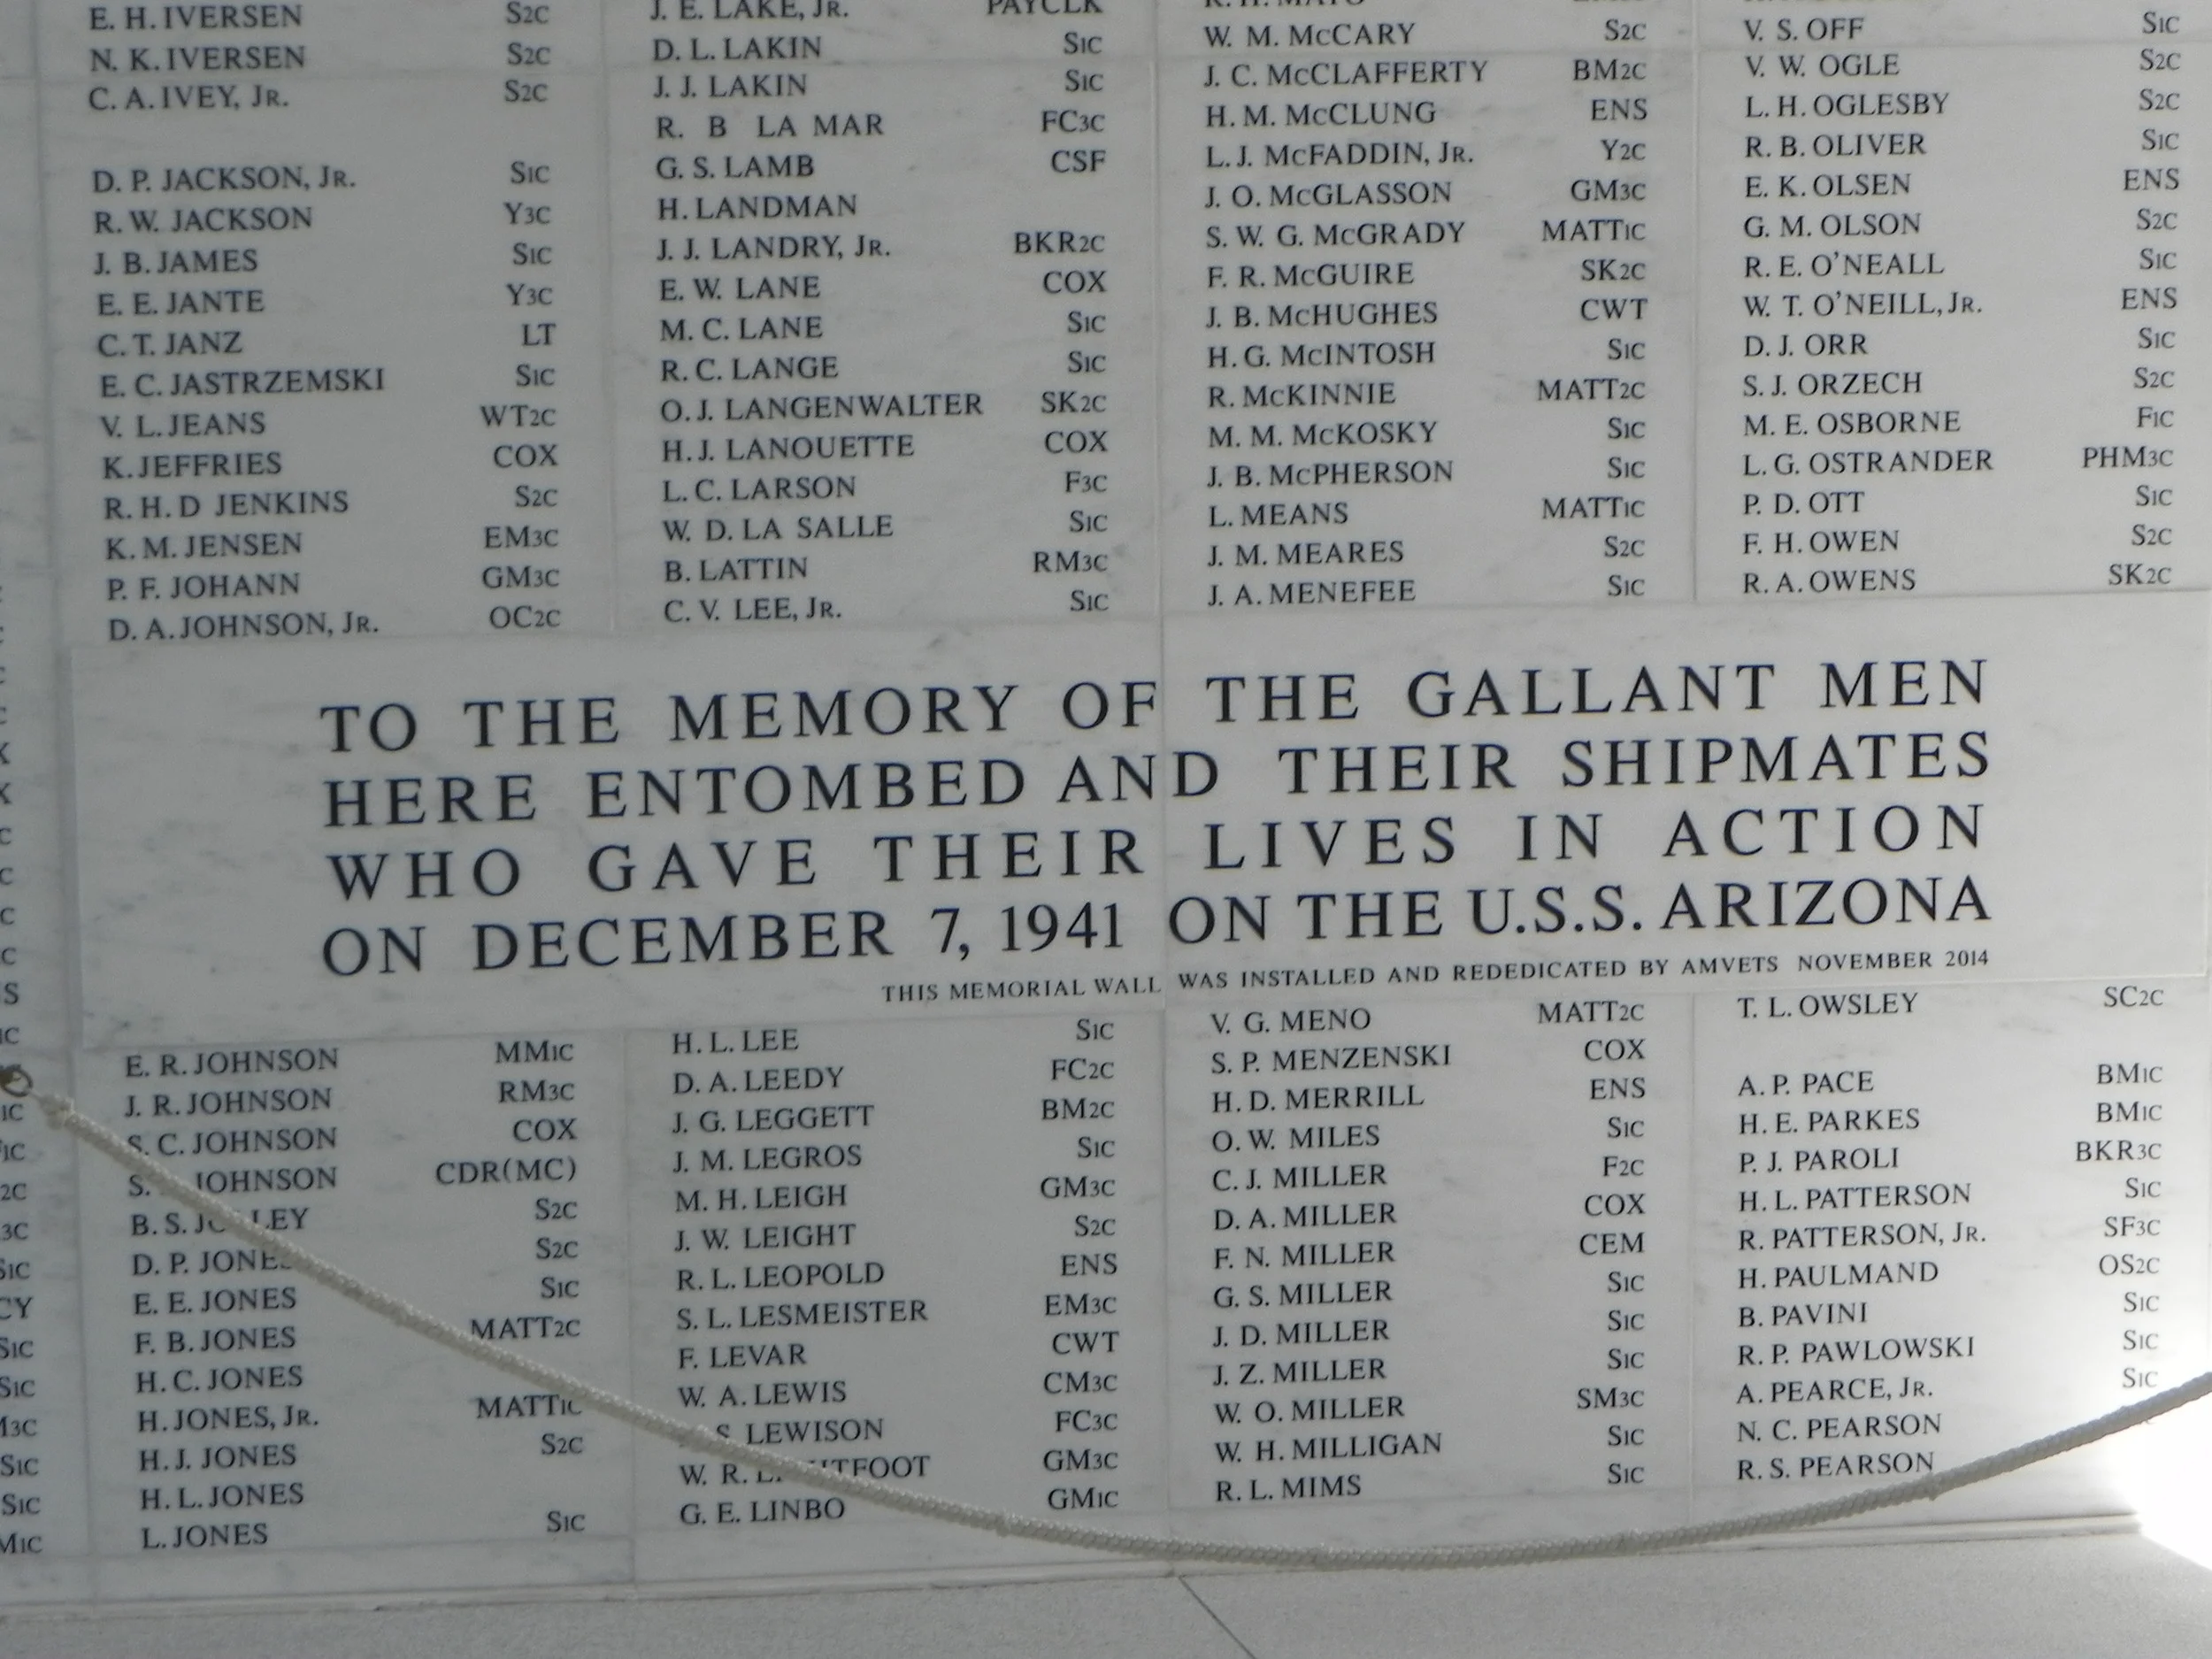 E. H. IVERSEN S2C
N. K. IVERSEN S2C
C. A. IVEY, JR. S2C
D. P. JACKSON, JR. S1C
R. W. JACKSON Y3C
J. B. JAMES S1C
E. E. JANTE Y3C
C. T. JANZ LT
E. C. JASTRZEMSKI S1C
V. L. JEANS WT2C
K. JEFFRIES COX
R. H. D JENKINS S2C
K. M. JENSEN EM3C
P. F. JOHANN GM3C
D. A. JOHNSON, JR. OC2C
J. E. LAKE, JR. PAYCLK
D. L. LAKIN S1C
J. J. LAKIN S1C
R. B LA MAR FC3C
G. S. LAMB CSF
H. LANDMAN
J. J. LANDRY, JR. BKR2C
E. W. LANE COX
M. C. LANE S1C
R. C. LANGE S1C
O. J. LANGENWALTER SK2C
H. J. LANOUETTE COX
L. C. LARSON F3C
W. D. LA SALLE S1C
B. LATTIN RM3C
C. V. LEE, JR. S1C
W. M. McCARY S2C
J. C. McCLAFFERTY BM2C
H. M. McCLUNG ENS
L. J. McFADDIN, JR. Y2C
J. O. McGLASSON GM3C
S. W. G. McGRADY MATT1C
F. R. McGUIRE SK2C
J. B. McHUGHES CWT
H. G. McINTOSH S1C
R. McKINNIE MATT2C
M. M. McKOSKY S1C
J. B. McPHERSON S1C
L. MEANS MATT1C
J. M. MEARES S2C
J. A. MENEFEE S1C
V. S. OFF S1C
V. W. OGLE S2C
L. H. OGLESBY S2C
R. B. OLIVER S1C
E. K. OLSEN ENS
G. M. OLSON S2C
R. E. O'NEALL S1C
W. T. O'NEILL, JR. ENS
D. J. ORR S1C
S. J. ORZECH S2C
M. E. OSBORNE F1C
L. G. OSTRANDER PHM3C
P. D. OTT S1C
F. H. OWEN S2C
R. A. OWENS SK2C
TO THE MEMORY OF THE GALLANT MEN
HERE ENTOMBED AND THEIR SHIPMATES
WHO GAVE THEIR LIVES IN ACTION
ON DECEMBER 7, 1941 ON THE U.S.S. ARIZONA
THIS MEMORIAL WALL WAS INSTALLED AND REDEDICATED BY AMVETS NOVEMBER 2014
E. R. JOHNSON MM1C
J. R. JOHNSON RM3C
S. C. JOHNSON COX
S. JOHNSON CDR(MC)
B. S. S2C
D. P. JONES S2C
E. E. JONES S1C
F. B. JONES MATT2C
H. C. JONES
H. JONES, JR. MATT1C
H. J. JONES S2C
H. L. JONES
L. JONES S1C
H. L. LEE S1C
D. A. LEEDY FC2C
J. G. LEGGETT BM2C
J. M. LEGROS S1C
M. H. LEIGH GM3C
J. W. LEIGHT S2C
R. L. LEOPOLD ENS
S. L. LESMEISTER EM3C
F. LEVAR CWT
W. A. LEWIS CM3C
S. LEWISON FC3C
W. R. GM3C
G. E. LINBO GM1C
V. G. MENO MATT2C
S. P. MENZENSKI COX
H. D. MERRILL ENS
O. W. MILES S1C
C. J. MILLER F2C
D. A. MILLER COX
F. N. MILLER CEM
G. S. MILLER S1C
J. D. MILLER S1C
J. Z. MILLER S1C
W. O. MILLER SM3C
W. H. MILLIGAN S1C
R. L. MIMS S1C
T. L. OWSLEY SC2C
A. P. PACE BM1C
H. E. PARKES BM1C
P. J. PAROLI BKR3C
H. L. PATTERSON S1C
R. PATTERSON, JR. SF3C
H. PAULMAND OS2C
B. PAVINI S1C
R. P. PAWLOWSKI S1C
A. PEARCE, JR. S1C
N. C. PEARSON
R. S. PEARSON